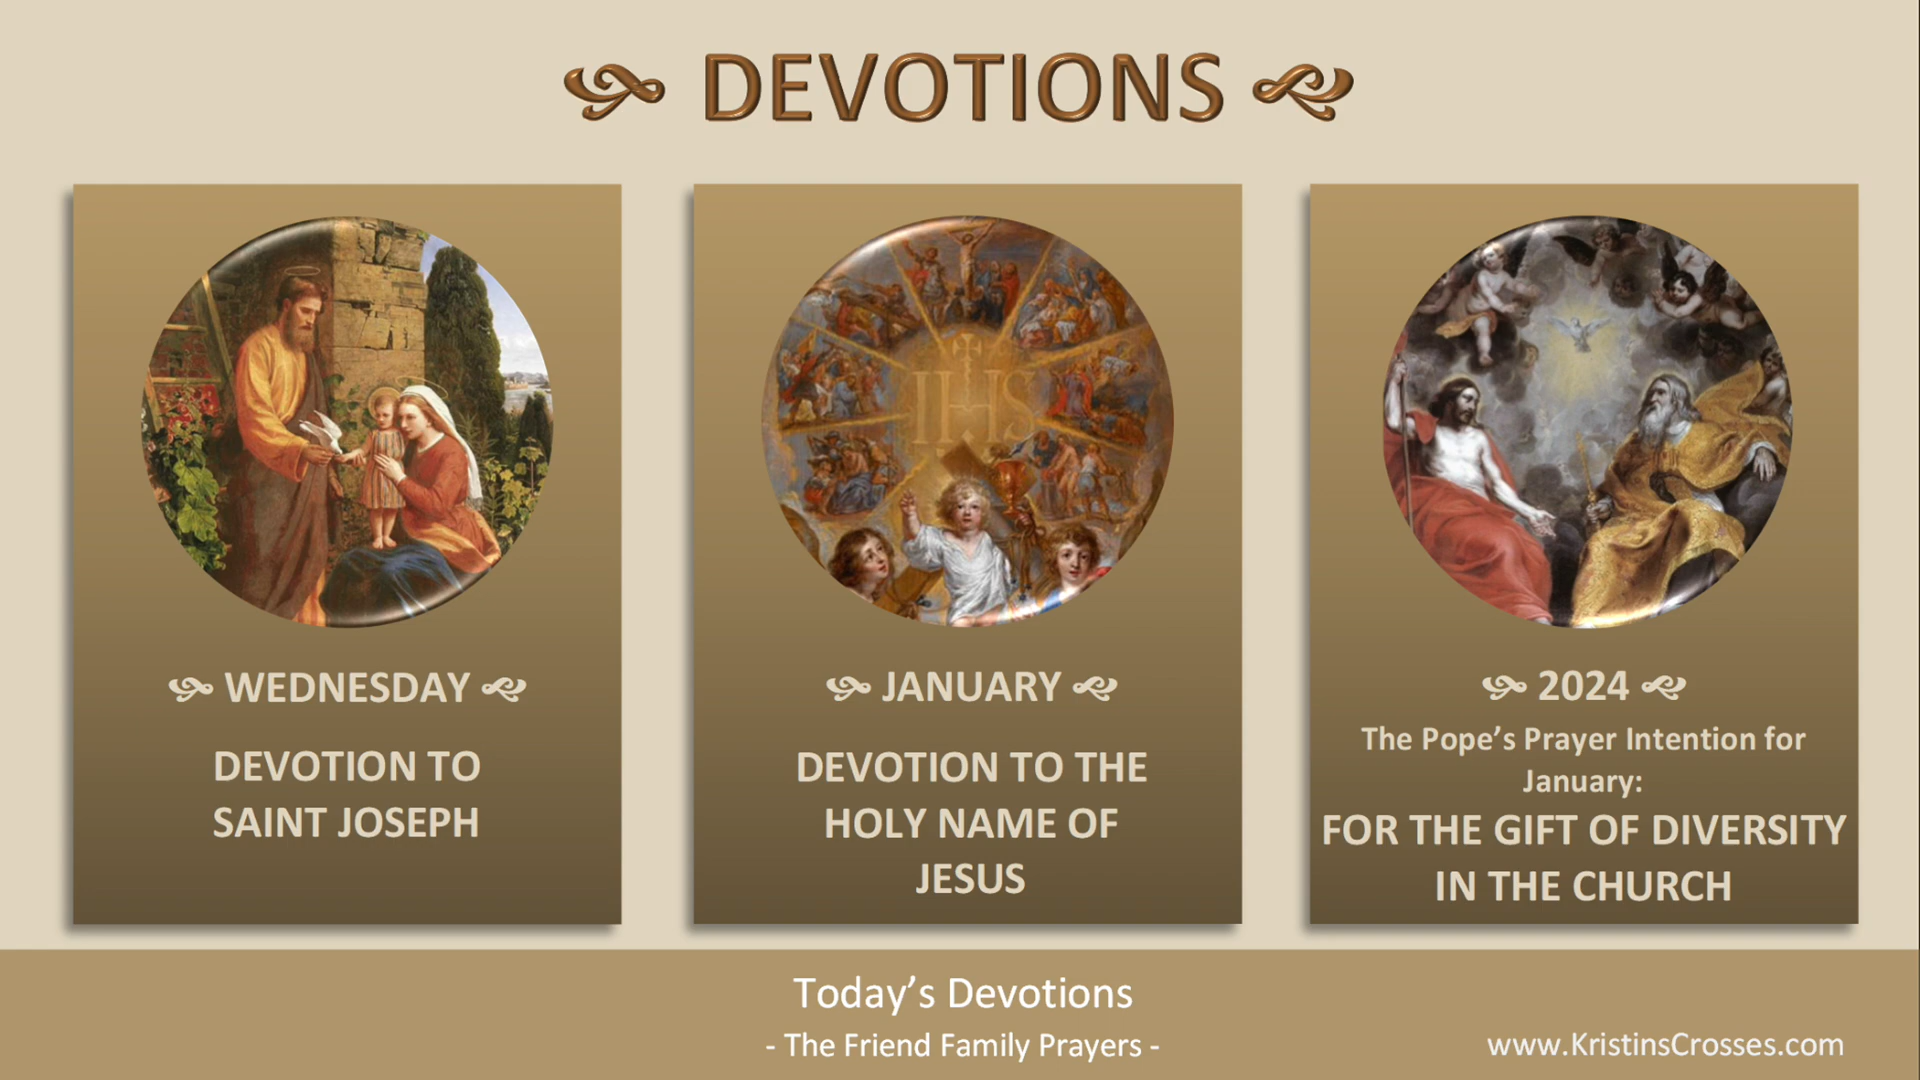 DEVOTIONS
IHS
WEDNESDAY
DEVOTION TO
SAINT JOSEPH
JANUARY
DEVOTION TO THE
HOLY NAME OF
JESUS
2024
The Pope’s Prayer Intention for
January:
FOR THE GIFT OF DIVERSITY
IN THE CHURCH
Today’s Devotions
- The Friend Family Prayers -
www.KristinsCrosses.com